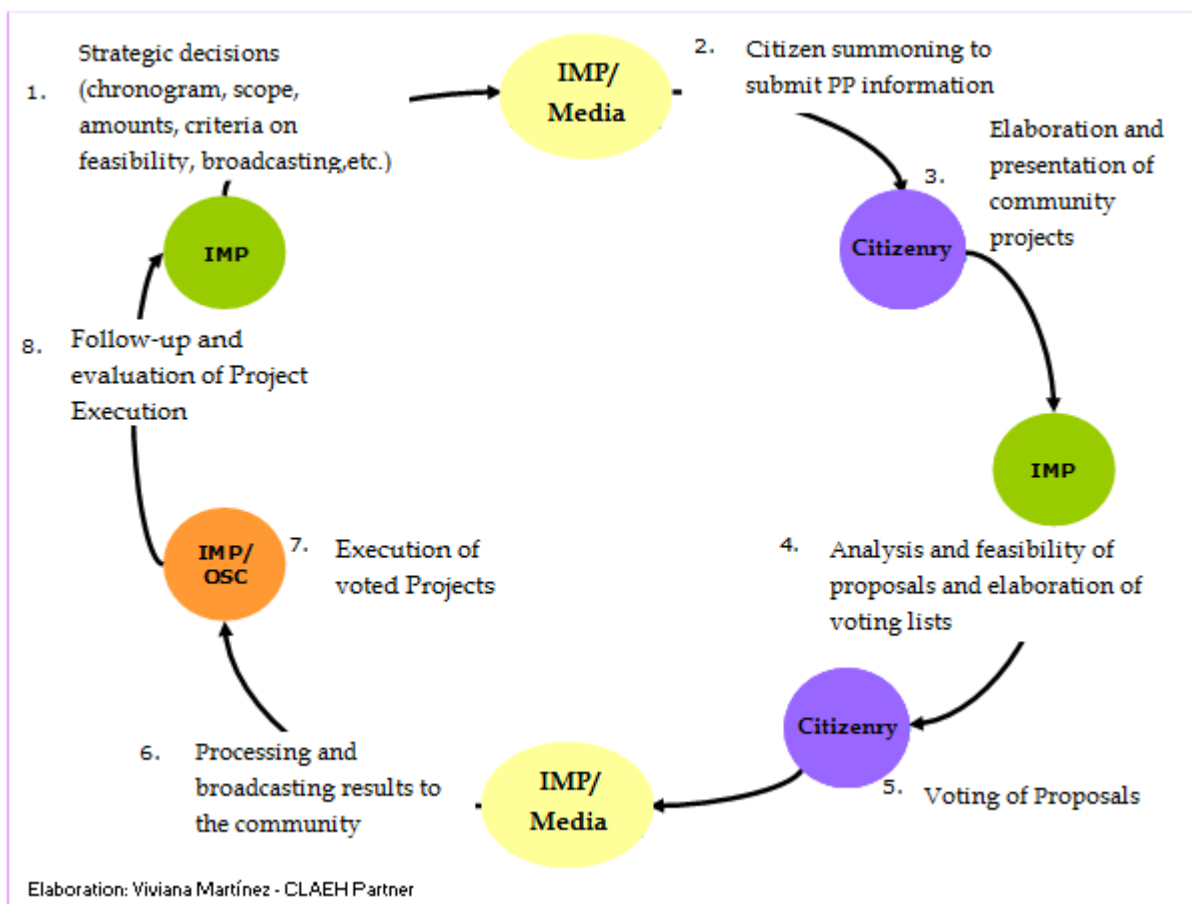 1.
Strategic decisions
(chronogram, scope,
amounts, criteria on
feasibility, broadcasting,etc.)
IMP/
Media
2.
Citizen summoning to
submit PP information
3.
Elaboration and
presentation of
community
projects
Citizenry
IMP
IMP
4.
Analysis and feasibility of
proposals and elaboration of
voting lists
Citizenry
5.
Voting of Proposals
IMP/
Media
6.
Processing and
broadcasting results to
the community
IMP/
OSC
7.
Execution of
voted Projects
8.
Follow-up and
evaluation of Project
Execution
Elaboration: Viviana Martínez - CLAEH Partner